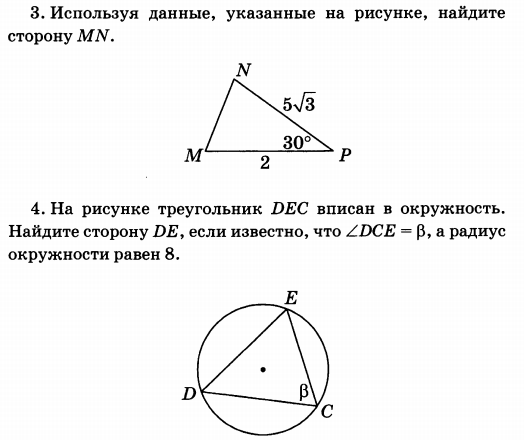 3. Используя данные, указанные на рисунке, найдите
сторону MN.
N
5√3
30°
M
P
2
4. На рисунке треугольник DEC вписан в окружность.
Найдите сторону DE, если известно, что ∠DCE = β, а радиус
окружности равен 8.
E
D
β
C